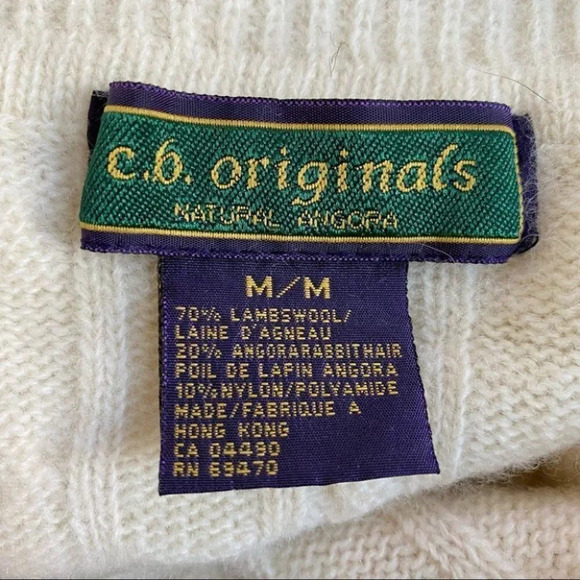 c.b. originals
NATURAL ANGORA
M/M
70% LAMBSWOOL/
LAINE D'AGNEAU
20% ANGORARABBITHAIR
POIL DE LAPIN ANGORA
10%NYLON/POLYAMIDE
MADE/FABRIQUE A
HONG KONG
CA 04490
RN 69470